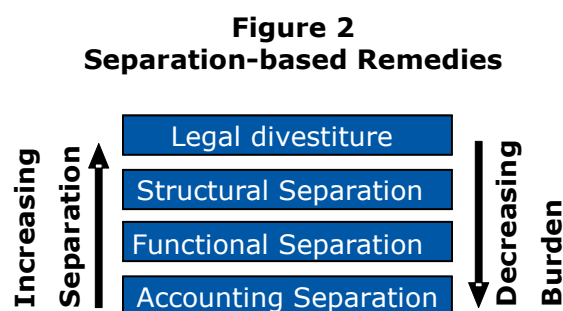 Figure 2
Separation-based Remedies
Increasing
Separation
Legal divestiture
Structural Separation
Functional Separation
Accounting Separation
Decreasing
Burden